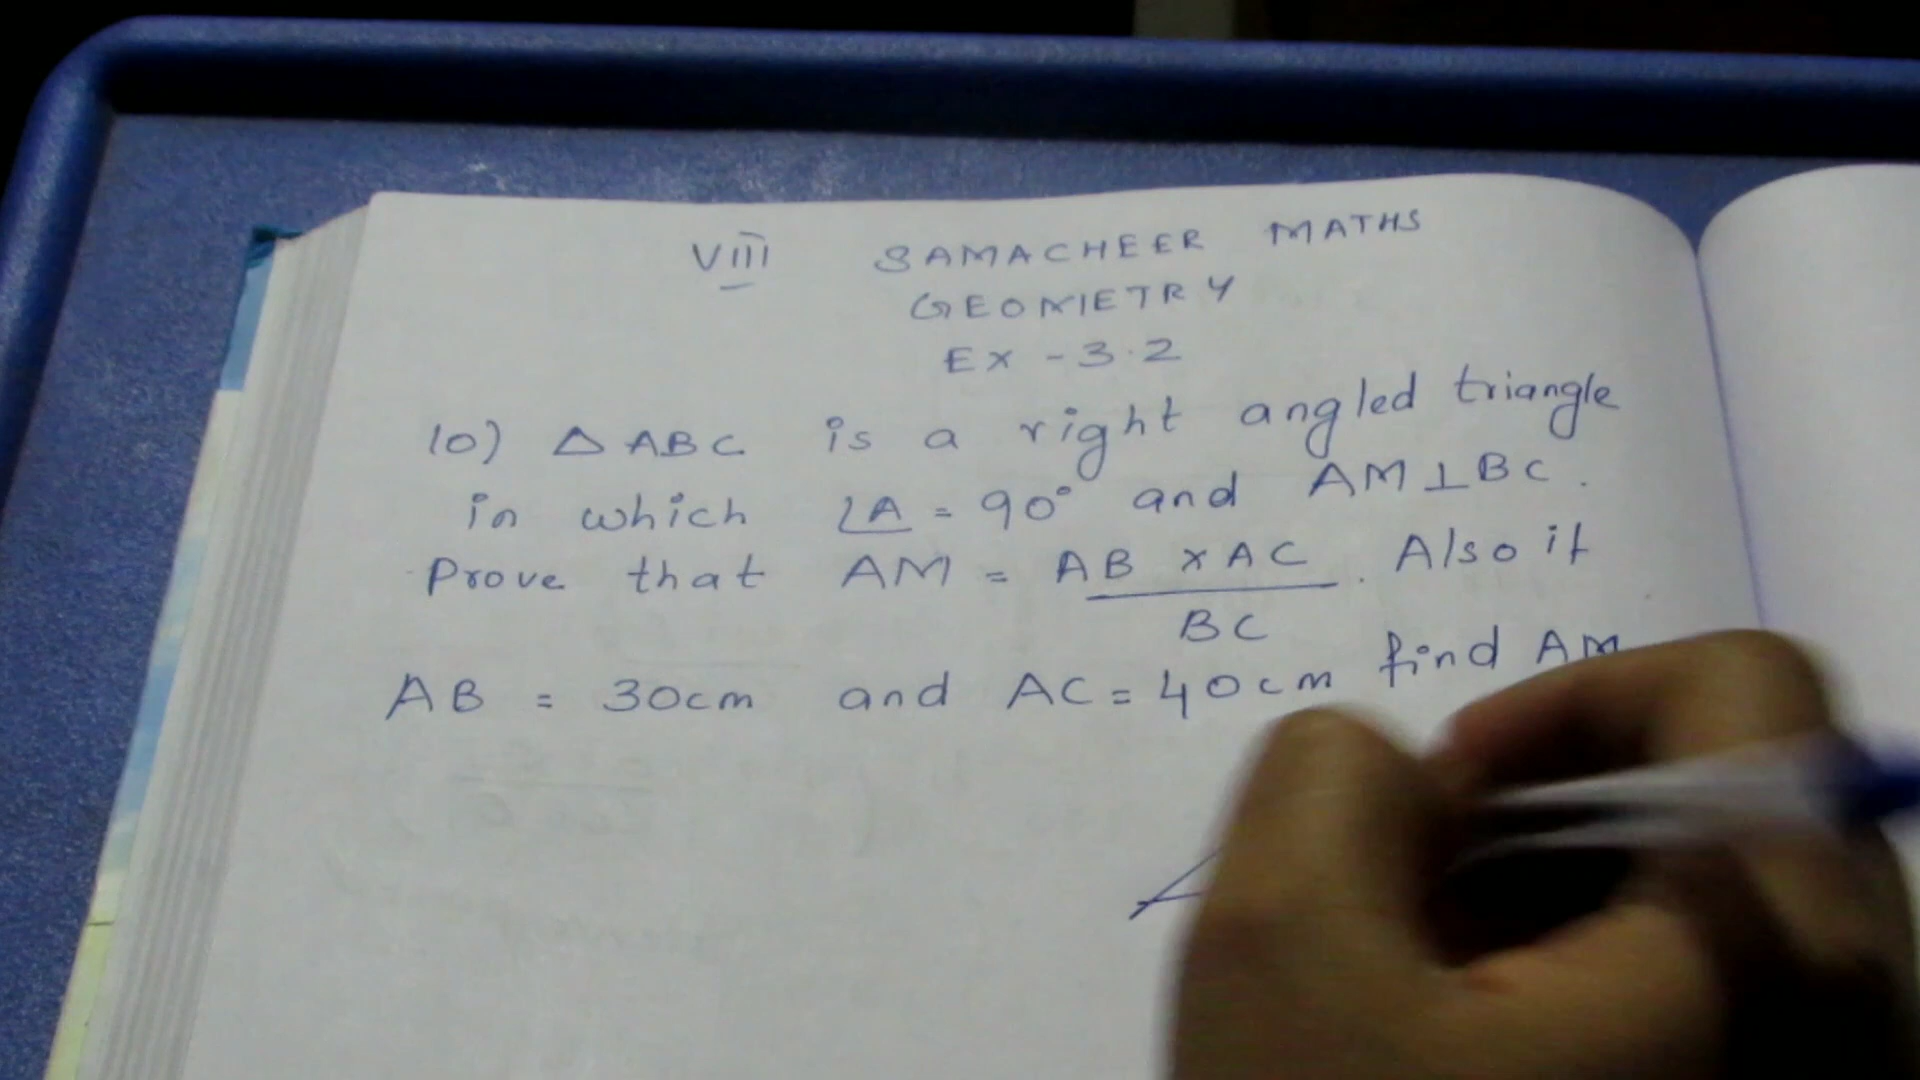 VIII SAMACHEER MATHS
GEOMETRY
EX - 3.2
10) △ ABC is a right angled triangle
in which ∠A = 90° and AM⊥BC.
Prove that AM = AB × AC / BC. Also if
AB = 30cm and AC = 40cm find AM